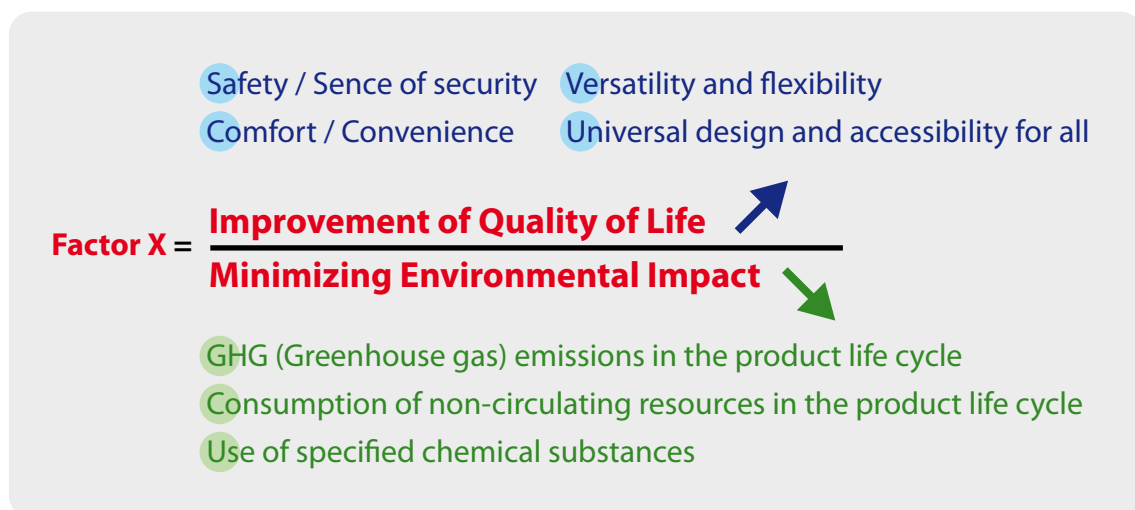 Safety / Sence of security Versatility and flexibility
Comfort / Convenience Universal design and accessibility for all
Factor X = Improvement of Quality of Life
Minimizing Environmental Impact
GHG (Greenhouse gas) emissions in the product life cycle
Consumption of non-circulating resources in the product life cycle
Use of specified chemical substances